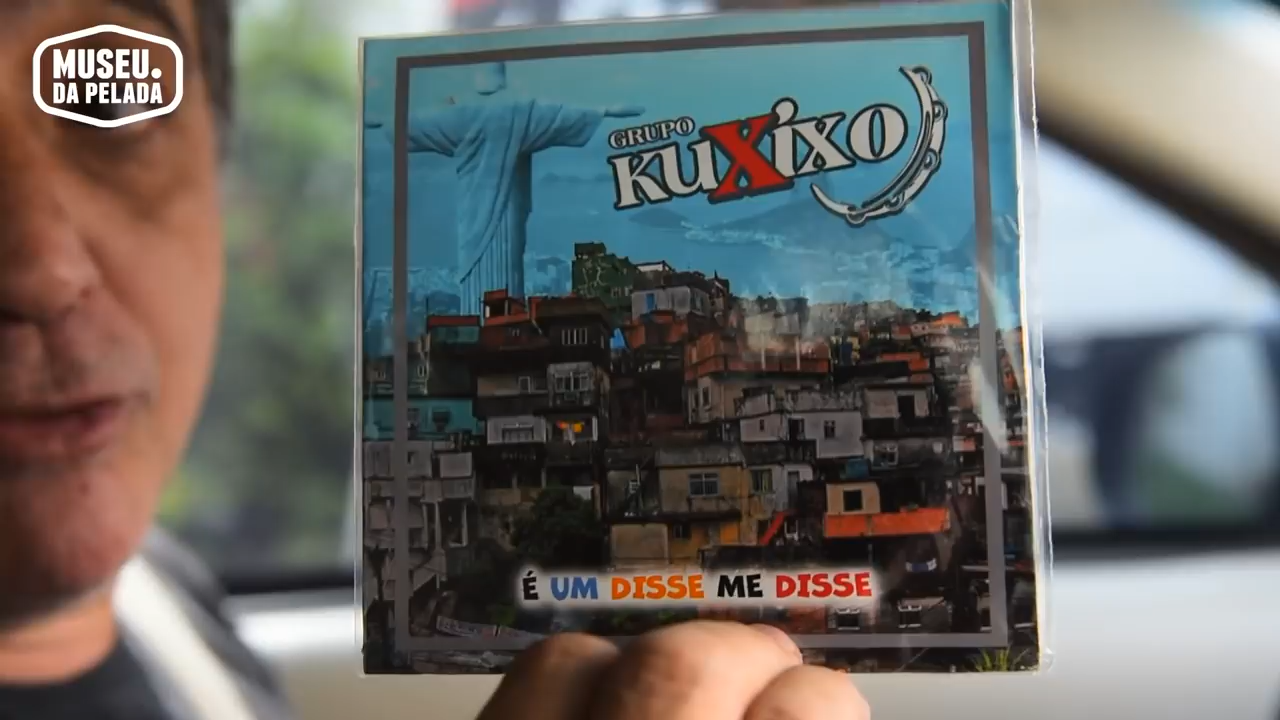 MUSEU.
DA PELADA
GRUPO
KUXIXO
É UM DISSE ME DISSE